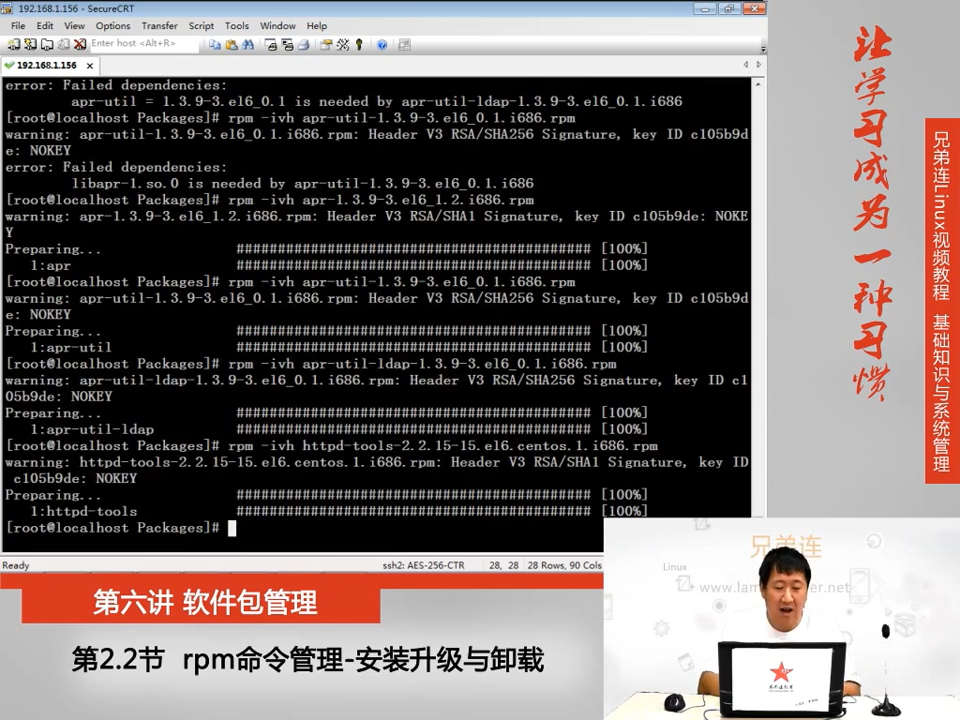 192.168.1.156 - SecureCRT
File Edit View Options Transfer Script Tools Window Help
Enter host <Alt+R>
192.168.1.156
error: Failed dependencies:
apr-util = 1.3.9-3.el6_0.1 is needed by apr-util-ldap-1.3.9-3.el6_0.1.i686
[root@localhost Packages]# rpm -ivh apr-util-1.3.9-3.el6_0.1.i686.rpm
warning: apr-util-1.3.9-3.el6_0.1.i686.rpm: Header V3 RSA/SHA256 Signature, key ID c105b9d
e: NOKEY
error: Failed dependencies:
libapr-1.so.0 is needed by apr-util-1.3.9-3.el6_0.1.i686
[root@localhost Packages]# rpm -ivh apr-1.3.9-3.el6_1.2.i686.rpm
warning: apr-1.3.9-3.el6_1.2.i686.rpm: Header V3 RSA/SHA1 Signature, key ID c105b9de: NOKE
Y
Preparing... ########################################### [100%]
1:apr ########################################### [100%]
[root@localhost Packages]# rpm -ivh apr-util-1.3.9-3.el6_0.1.i686.rpm
warning: apr-util-1.3.9-3.el6_0.1.i686.rpm: Header V3 RSA/SHA256 Signature, key ID c105b9d
e: NOKEY
Preparing... ########################################### [100%]
1:apr-util ########################################### [100%]
[root@localhost Packages]# rpm -ivh apr-util-ldap-1.3.9-3.el6_0.1.i686.rpm
warning: apr-util-ldap-1.3.9-3.el6_0.1.i686.rpm: Header V3 RSA/SHA256 Signature, key ID c1
05b9de: NOKEY
Preparing... ########################################### [100%]
1:apr-util-ldap ########################################### [100%]
[root@localhost Packages]# rpm -ivh httpd-tools-2.2.15-15.el6.centos.1.i686.rpm
warning: httpd-tools-2.2.15-15.el6.centos.1.i686.rpm: Header V3 RSA/SHA1 Signature, key ID
c105b9de: NOKEY
Preparing... ########################################### [100%]
1:httpd-tools ########################################### [100%]
[root@localhost Packages]#
Ready ssh2: AES-256-CTR 28, 28 28 Rows, 90 Cols
让学习成为一种习惯
兄弟连Linux视频教程 基础知识与系统管理
第六讲 软件包管理
第2.2节 rpm命令管理-安装升级与卸载
兄弟连
Linux